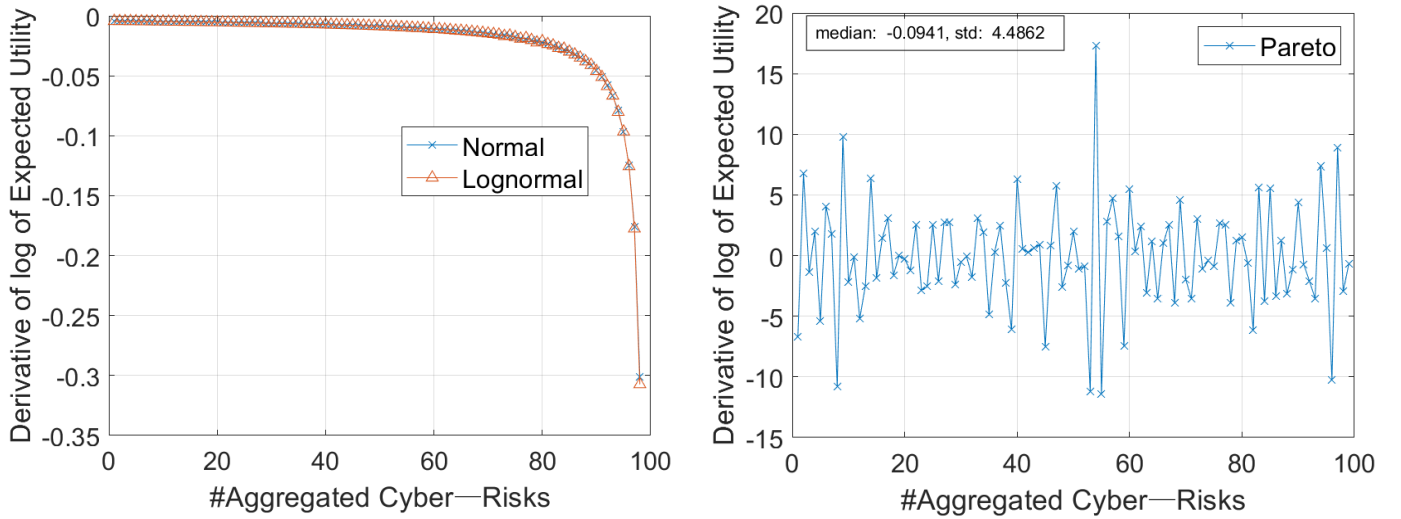 Derivative of log of Expected Utility
0
-0.05
-0.1
-0.15
-0.2
-0.25
-0.3
-0.35
0 20 40 60 80 100
#Aggregated Cyber—Risks
Normal
Lognormal
Derivative of log of Expected Utility
20
15
10
5
0
-5
-10
-15
0 20 40 60 80 100
#Aggregated Cyber—Risks
median: -0.0941, std: 4.4862
Pareto